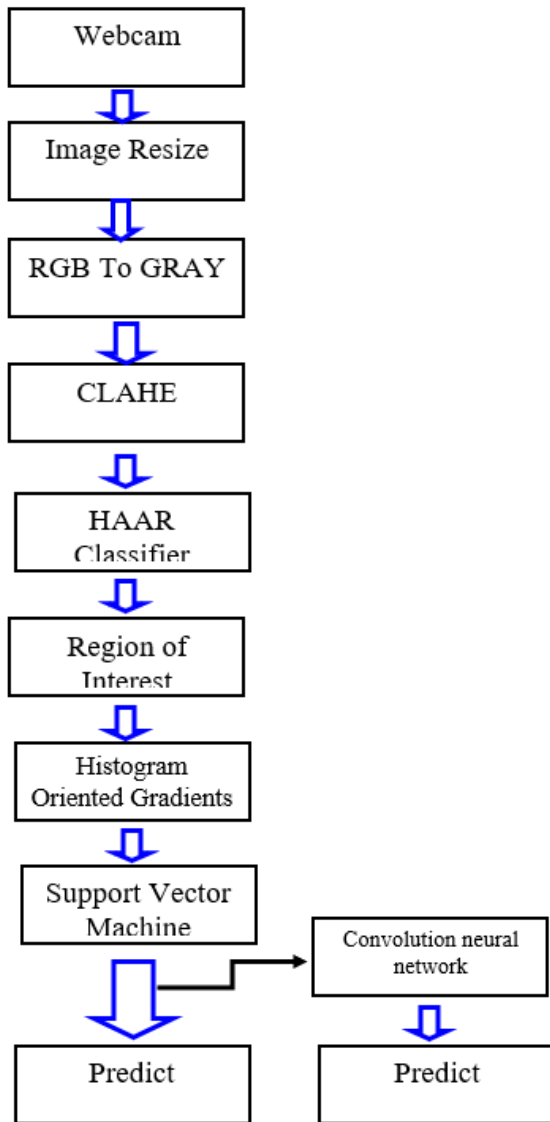 Webcam
Image Resize
RGB To GRAY
CLAHE
HAAR
Classifier
Region of
Interest
Histogram
Oriented Gradients
Support Vector
Machine
Convolution neural
network
Predict
Predict